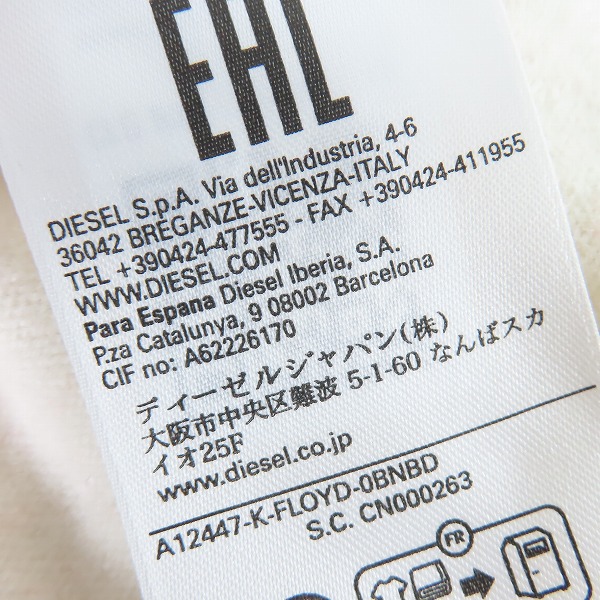 EAC
DIESEL S.p.A. Via dell'Industria, 4-6
36042 BREGANZE-VICENZA-ITALY
TEL +390424-477555 - FAX +390424-411955
WWW.DIESEL.COM
Para Espana Diesel Iberia, S.A.
P.za Catalunya, 9 08002 Barcelona
CIF no: A62226170
ディーゼルジャパン(株)
大阪市中央区難波 5-1-60 なんばスカ
イオ25F
www.diesel.co.jp
A12447-K-FLOYD-0BNBD
S.C. CN000263
FR